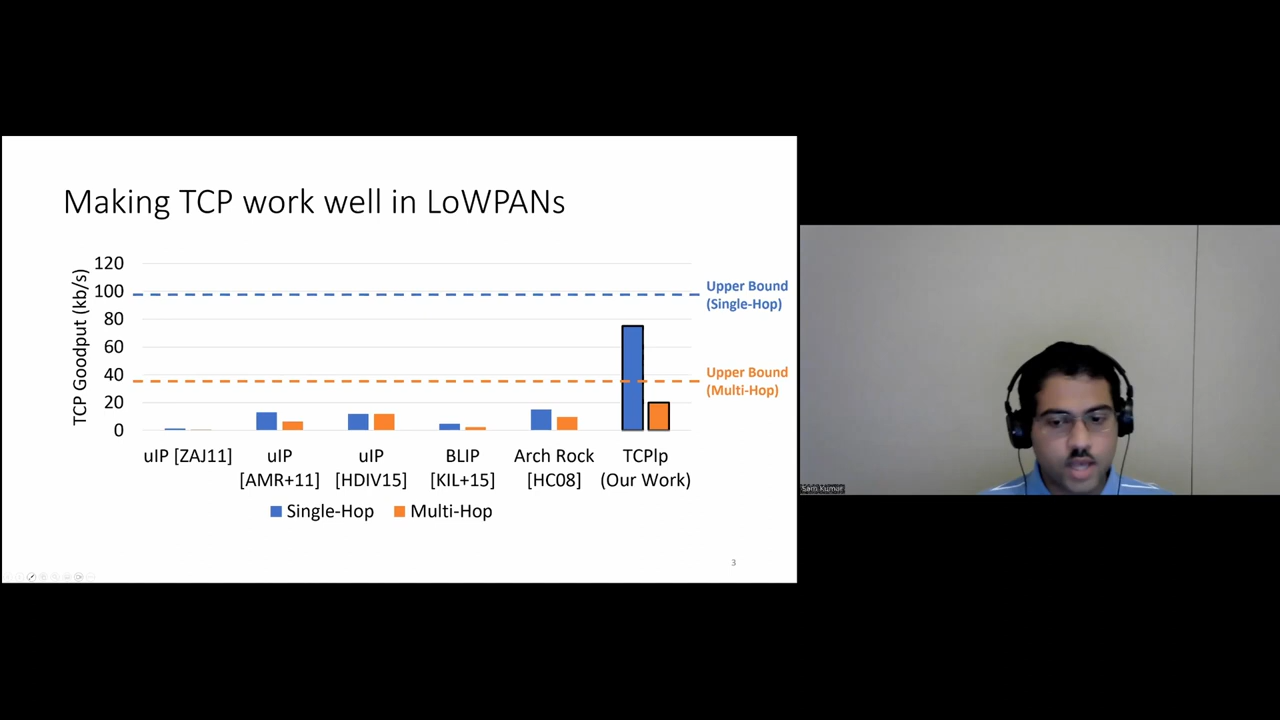 Making TCP work well in LoWPANs
TCP Goodput (kb/s)
120
100
80
60
40
20
0
Upper Bound
(Single-Hop)
Upper Bound
(Multi-Hop)
uIP [ZAJ11]
uIP
[AMR+11]
uIP
[HDIV15]
BLIP
[KIL+15]
Arch Rock
[HC08]
TCPlp
(Our Work)
Single-Hop
Multi-Hop
3
Sam Kumar